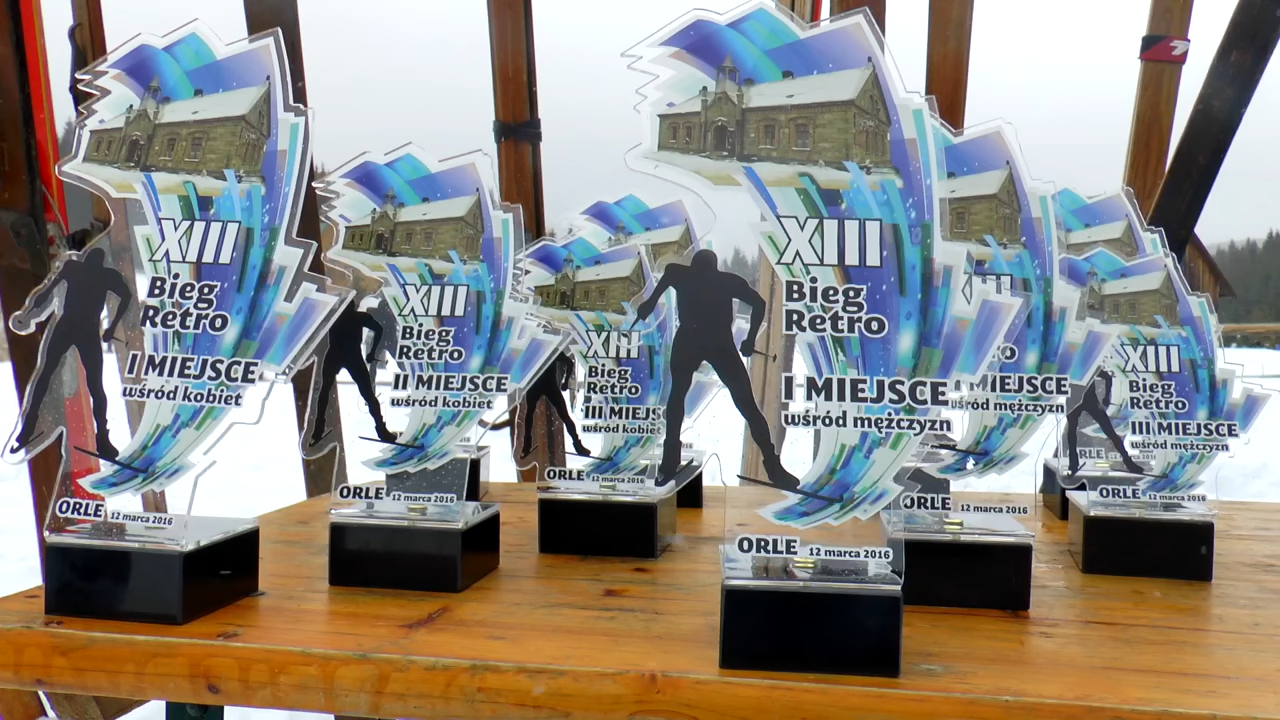 XIII
Bieg
Retro
I MIEJSCE
wśród kobiet
ORLE 12 marca 2016
XIII
Bieg
Retro
II MIEJSCE
wśród kobiet
ORLE 12 marca 2016
XIII
Bieg
Retro
III MIEJS
wśród kobiet
ORLE 12 marca 2016
XIII
Bieg
Retro
I MIEJSCE
wśród mężczyzn
ORLE 12 marca 2016
MIEJSCE
wśród mężczyzn
ORLE 12 marca 2016
XIII
Bieg
Retro
III MIEJSCE
wśród mężczyzn
ORLE 12 marca 2016